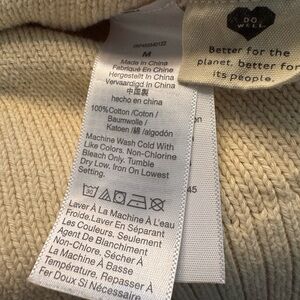 DO
WELL
Better for the
planet, better for
its people.
M
Made in China
Fabriqué En Chine
Hergestellt In China
Vervaardigd in China
中国製
hecho en china
100%Cotton /Coton /
Baumwolle /
Katoen /綿 /algodón
Machine Wash Cold With
Like Colors. Non-Chlorine
Bleach Only. Tumble
Dry Low. Iron On Lowest
Setting.
Laver À La Machine À L'eau
Froide.Laver En Séparant
Les Couleurs. Seulement
Agent De Blanchiment
Non-Chlore. Sécher À
La Machine À Basse
Température. Repasser À
Fer Doux Si Nécessaire
45